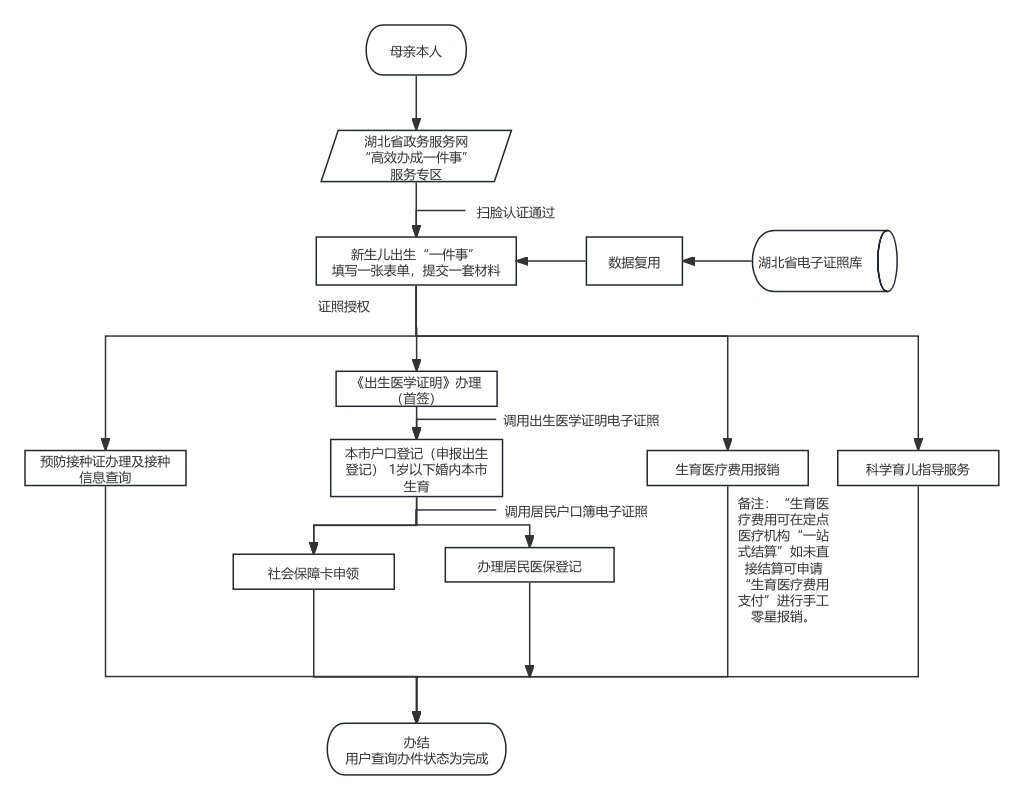 母亲本人
湖北省政务服务网
“高效办成一件事”
服务专区
扫脸认证通过
新生儿出生“一件事”
填写一张表单，提交一套材料
数据复用
湖北省电子证照库
证照授权
《出生医学证明》办理
（首签）
调用出生医学证明电子证照
预防接种证办理及接种
信息查询
本市户口登记（申报出生
登记） 1岁以下婚内本市
生育
生育医疗费用报销
科学育儿指导服务
调用居民户口簿电子证照
备注：“生育医
疗费用可在定点
医疗机构“一站
式结算”如未直
接结算可申请
“生育医疗费用
支付”进行手工
零星报销。
社会保障卡申领
办理居民医保登记
办结
用户查询办件状态为完成